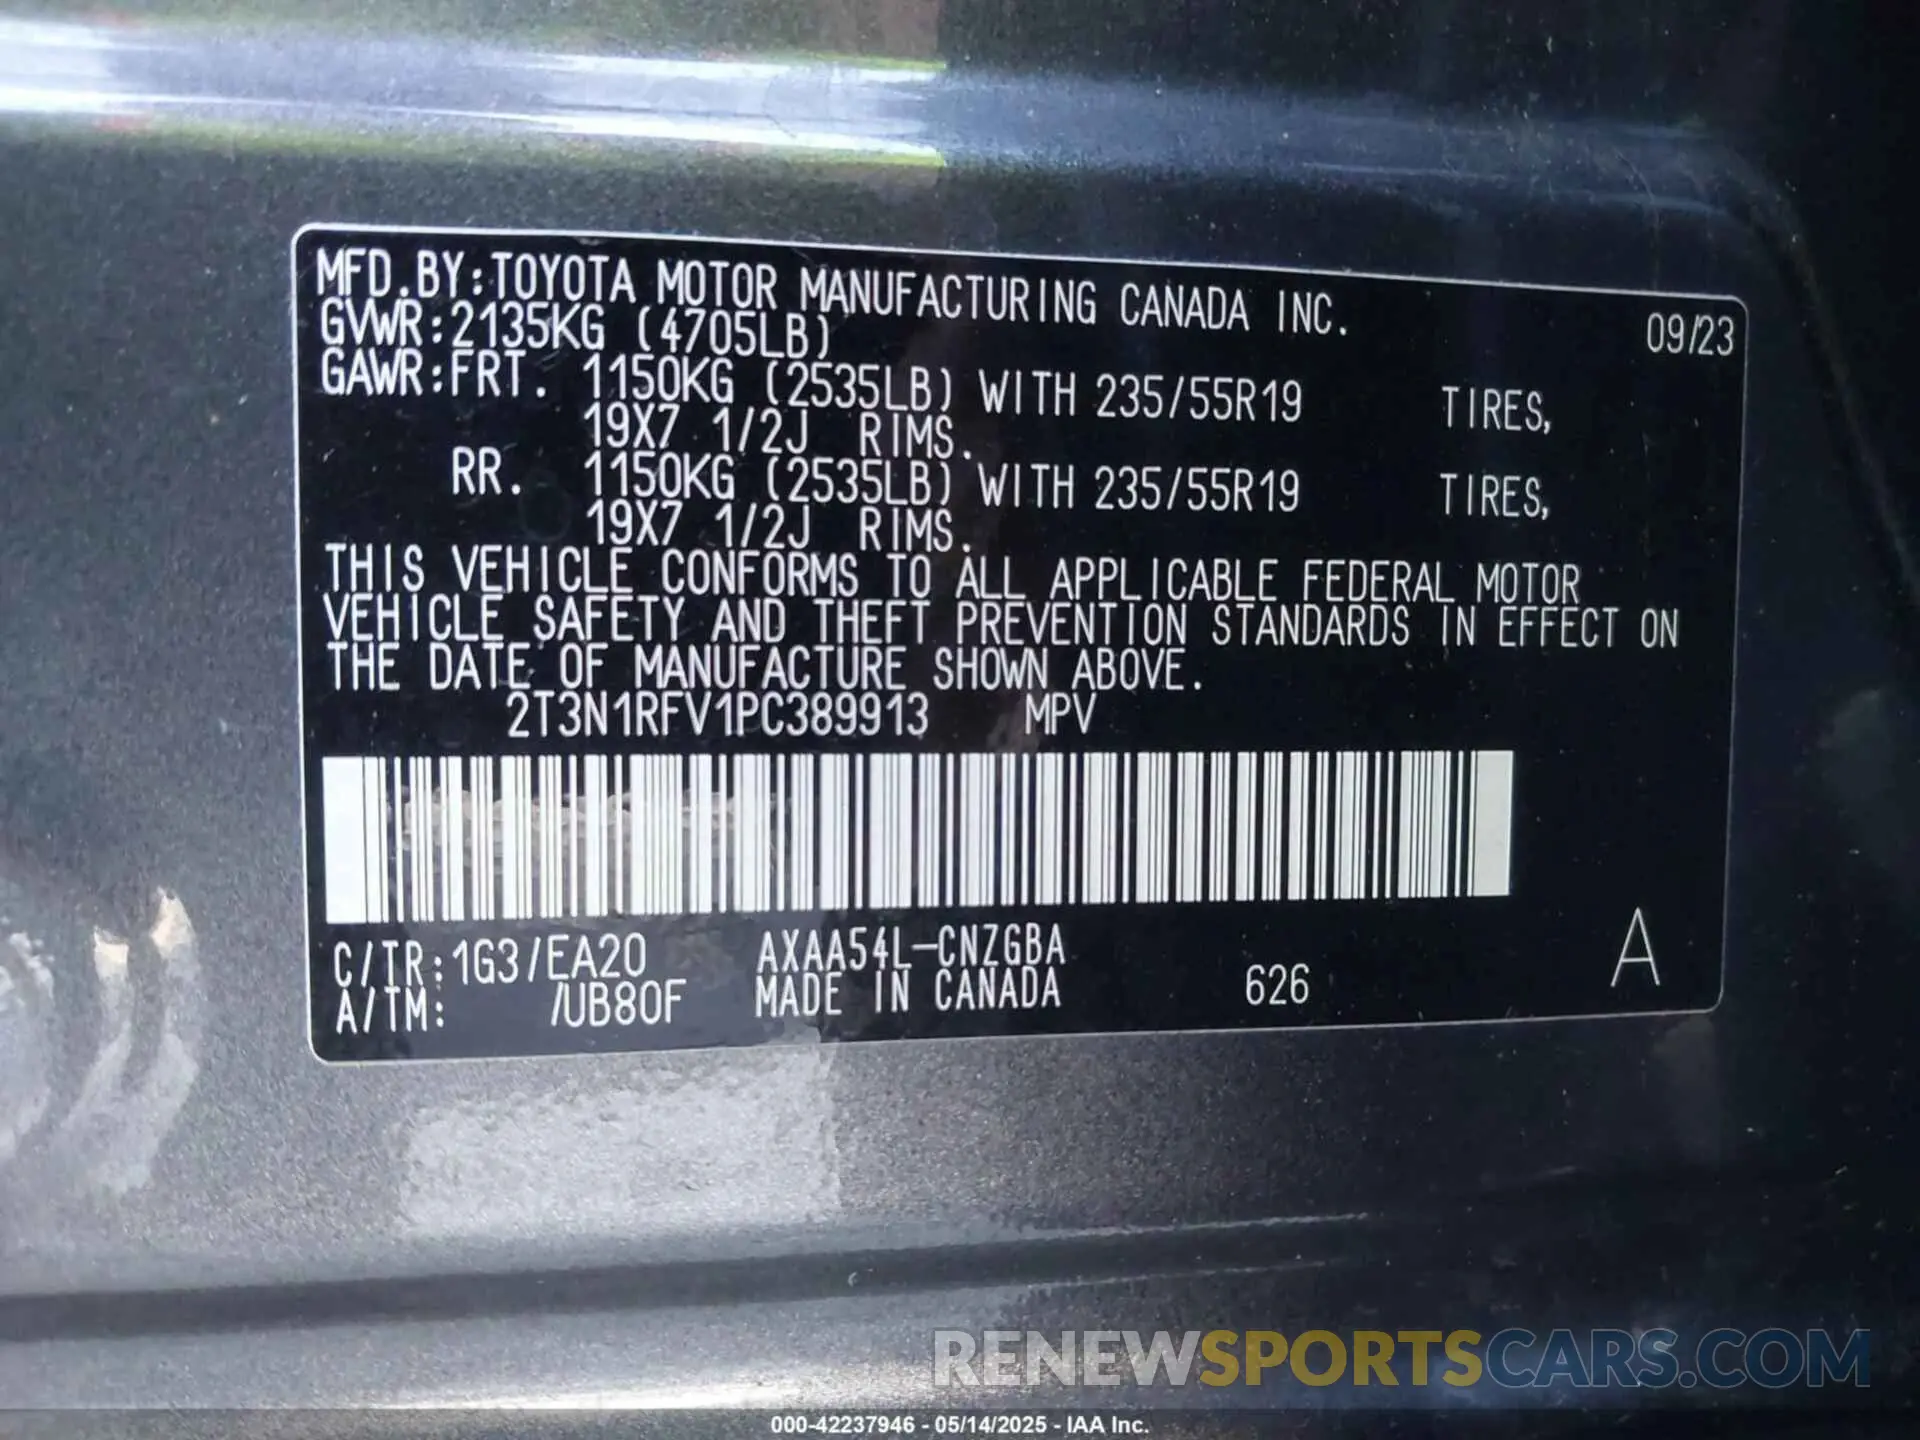 MFD.BY:TOYOTA MOTOR MANUFACTURING CANADA INC. 09/23
GVWR:2135KG (4705LB)
GAWR:FRT. 1150KG (2535LB) WITH 235/55R19 TIRES,
19X7 1/2J RIMS.
RR. 1150KG (2535LB) WITH 235/55R19 TIRES,
19X7 1/2J RIMS.
THIS VEHICLE CONFORMS TO ALL APPLICABLE FEDERAL MOTOR
VEHICLE SAFETY AND THEFT PREVENTION STANDARDS IN EFFECT ON
THE DATE OF MANUFACTURE SHOWN ABOVE.
2T3N1RFV1PC389913 MPV
C/TR:1G3/EA20 AXAA54L-CNZGBA
A/TM: /UB80F MADE IN CANADA 626 A
RENEWSPORTSCARS.COM
000-42237946 - 05/14/2025 - IAA Inc.